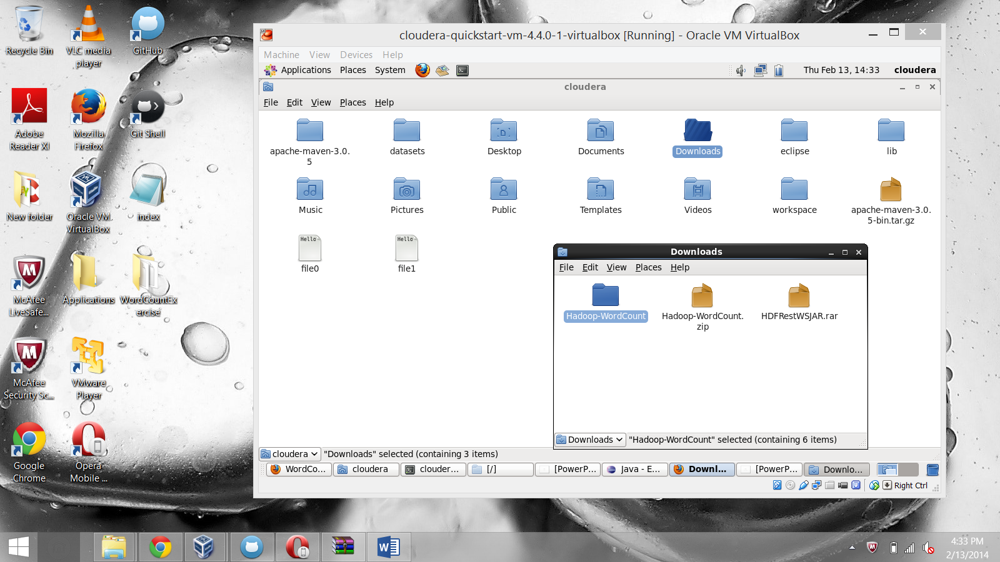 Recycle Bin
VLC media
player
GitHub
Adobe
Reader XI
Mozilla
Firefox
Git Shell
New folder
Oracle VM
VirtualBox
index
McAfee
LiveSafe...
Applications
WordCountEx
ercise
McAfee
Security Sc...
VMware
Player
Google
Chrome
Opera
Mobile ...
cloudera-quickstart-vm-4.4.0-1-virtualbox [Running] - Oracle VM VirtualBox
Machine View Devices Help
Applications Places System Thu Feb 13, 14:33 cloudera
cloudera
File Edit View Places Help
apache-maven-3.0.
5
datasets
Desktop
Documents
Downloads
eclipse
lib
Music
Pictures
Public
Templates
Videos
workspace
apache-maven-3.0.
5-bin.tar.gz
Hello
file0
Hello
file1
Downloads
File Edit View Places Help
Hadoop-WordCount
Hadoop-WordCount.
zip
HDFRestWSJAR.rar
Downloads "Hadoop-WordCount" selected (containing 6 items)
cloudera "Downloads" selected (containing 3 items)
WordCo... cloudera clouder... [/] [PowerP... Java - E... Downl... [PowerP... Downlo...
Right Ctrl
4:33 PM
2/13/2014